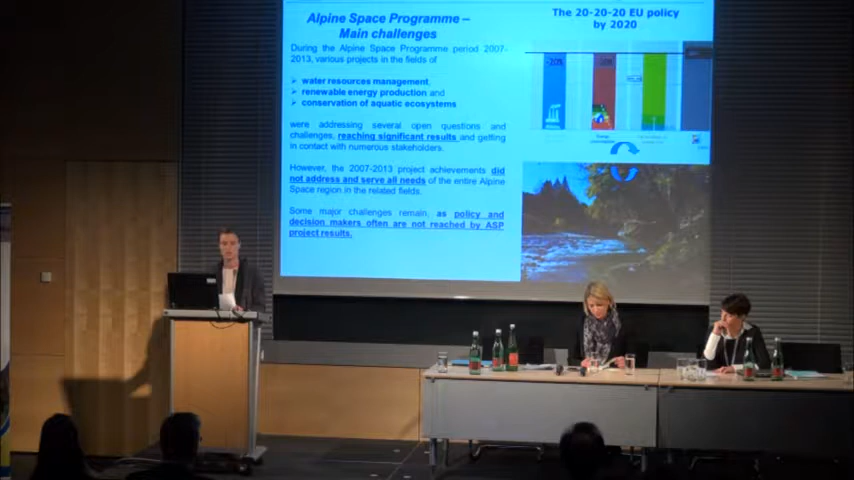 Alpine Space Programme –
Main challenges
During the Alpine Space Programme period 2007-
2013, various projects in the fields of
➢ water resources management,
➢ renewable energy production and
➢ conservation of aquatic ecosystems
were addressing several open questions and
challenges, reaching significant results and getting
in contact with numerous stakeholders.
However, the 2007-2013 project achievements did
not address and serve all needs of the entire Alpine
Space region in the related fields.
Some major challenges remain, as policy and
decision makers often are not reached by ASP
project results.
The 20-20-20 EU policy
by 2020
-20%